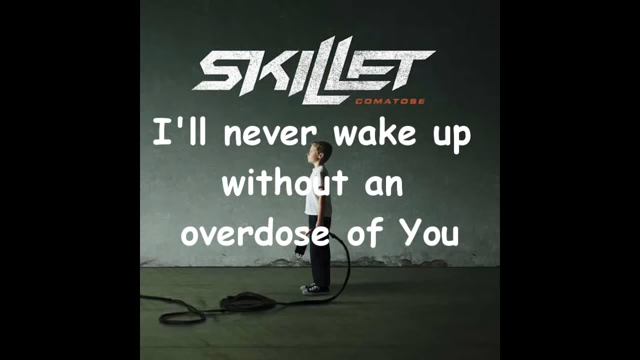 SKILLET
COMATOSE
I'll never wake up
without an
overdose of You